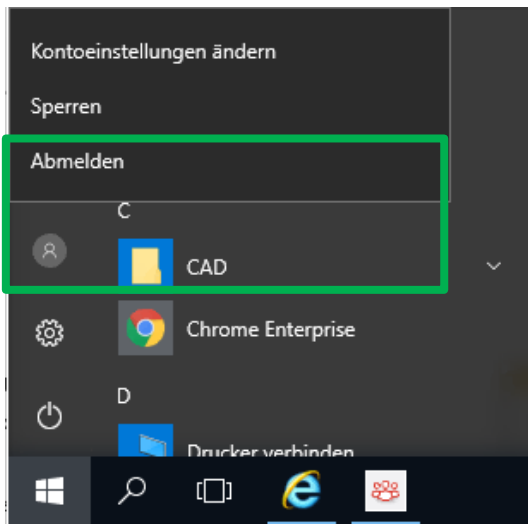 Kontoeinstellungen ändern
Sperren
Abmelden
C
CAD
Chrome Enterprise
D
Drucker verbinden